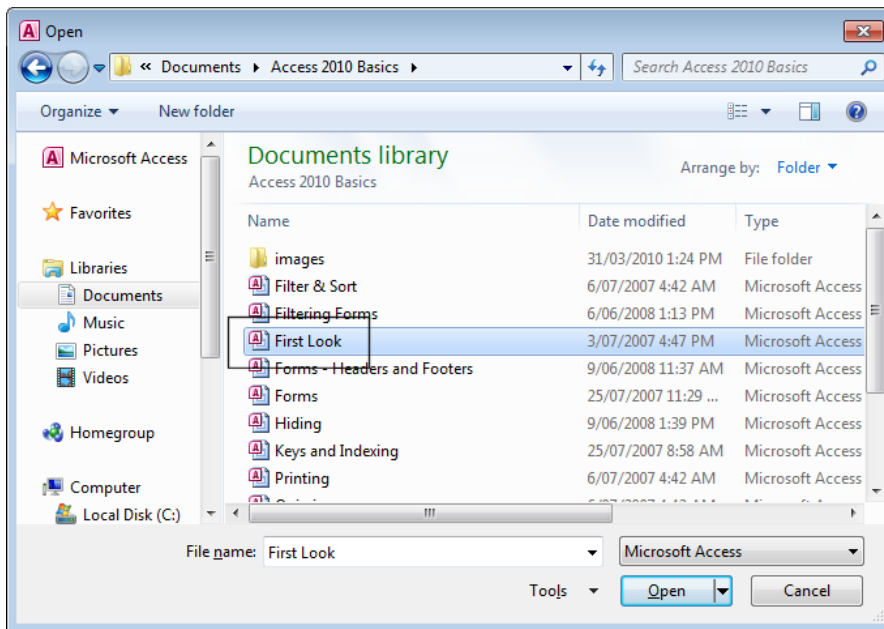 Open
« Documents ▸ Access 2010 Basics ▸ Search Access 2010 Basics
Organize ▾ New folder
Microsoft Access
Favorites
Libraries
Documents
Music
Pictures
Videos
Homegroup
Computer
Local Disk (C:)
Documents library
Access 2010 Basics
Arrange by: Folder ▾
Name Date modified Type
images 31/03/2010 1:24 PM File folder
Filter & Sort 6/07/2007 4:42 AM Microsoft Access
Filtering Forms 6/06/2008 1:13 PM Microsoft Access
First Look 3/07/2007 4:47 PM Microsoft Access
Forms - Headers and Footers 9/06/2008 11:37 AM Microsoft Access
Forms 25/07/2007 11:29 ... Microsoft Access
Hiding 9/06/2008 1:39 PM Microsoft Access
Keys and Indexing 25/07/2007 8:58 AM Microsoft Access
Printing 6/07/2007 4:42 AM Microsoft Access
File name: First Look Microsoft Access
Tools Open Cancel